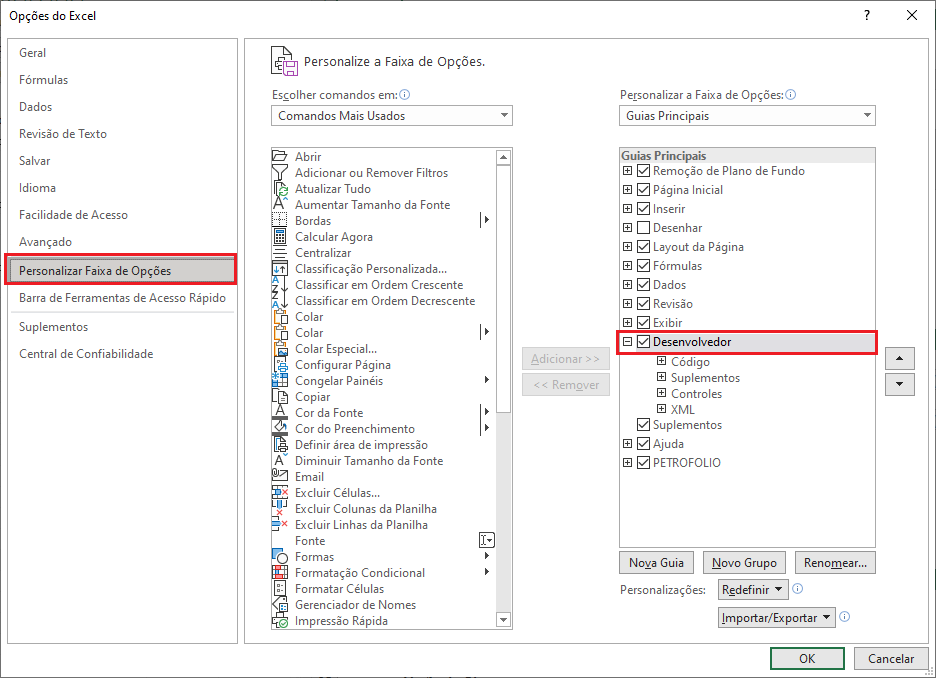 Opções do Excel
?
Geral
Fórmulas
Dados
Revisão de Texto
Salvar
Idioma
Facilidade de Acesso
Avançado
Personalizar Faixa de Opções
Barra de Ferramentas de Acesso Rápido
Suplementos
Central de Confiabilidade
Personalize a Faixa de Opções.
Escolher comandos em:
Comandos Mais Usados
Abrir
Adicionar ou Remover Filtros
Atualizar Tudo
Aumentar Tamanho da Fonte
Bordas
Calcular Agora
Centralizar
Classificação Personalizada...
Classificar em Ordem Crescente
Classificar em Ordem Decrescente
Colar
Colar
Colar Especial...
Configurar Página
Congelar Painéis
Copiar
Cor da Fonte
Cor do Preenchimento
Definir área de impressão
Diminuir Tamanho da Fonte
Email
Excluir Células...
Excluir Colunas da Planilha
Excluir Linhas da Planilha
Fonte
Formas
Formatação Condicional
Formatar Células
Gerenciador de Nomes
Impressão Rápida
Adicionar >>
<< Remover
Personalizar a Faixa de Opções:
Guias Principais
Guias Principais
Remoção de Plano de Fundo
Página Inicial
Inserir
Desenhar
Layout da Página
Fórmulas
Dados
Revisão
Exibir
Desenvolvedor
Código
Suplementos
Controles
XML
Suplementos
Ajuda
PETROFOLIO
Nova Guia
Novo Grupo
Renomear...
Personalizações:
Redefinir
Importar/Exportar
OK
Cancelar